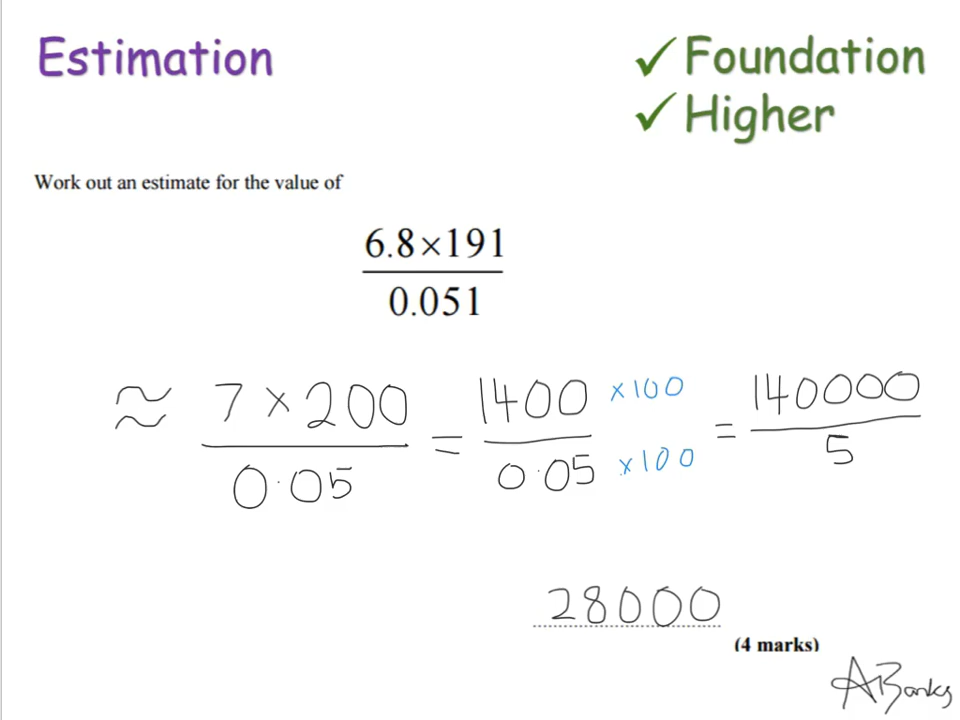 Estimation
✓ Foundation
✓ Higher
Work out an estimate for the value of
6.8×191
0.051
≈ 7 × 200 / 0.05 = 1400 / 0.05 ×100 / ×100 = 140000 / 5
28000
(4 marks)
ABanks